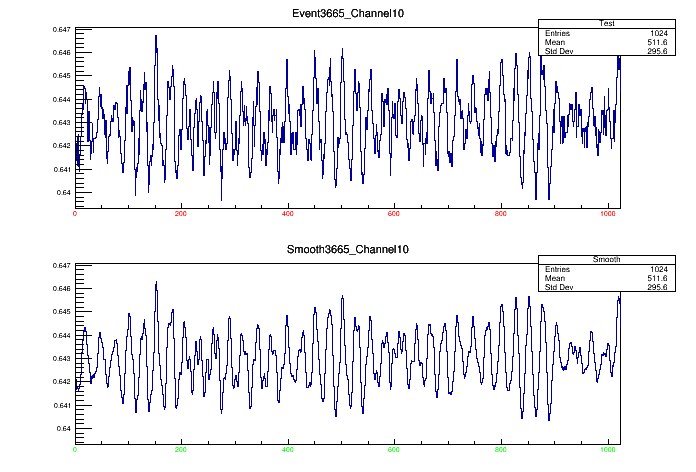 Event3665_Channel10
Test
Entries 1024
Mean 511.6
Std Dev 295.6
0.647
0.646
0.645
0.644
0.643
0.642
0.641
0.64
0 200 400 600 800 1000
Smooth3665_Channel10
Smooth
Entries 1024
Mean 511.6
Std Dev 295.6
0.647
0.646
0.645
0.644
0.643
0.642
0.641
0.64
0 200 400 600 800 1000